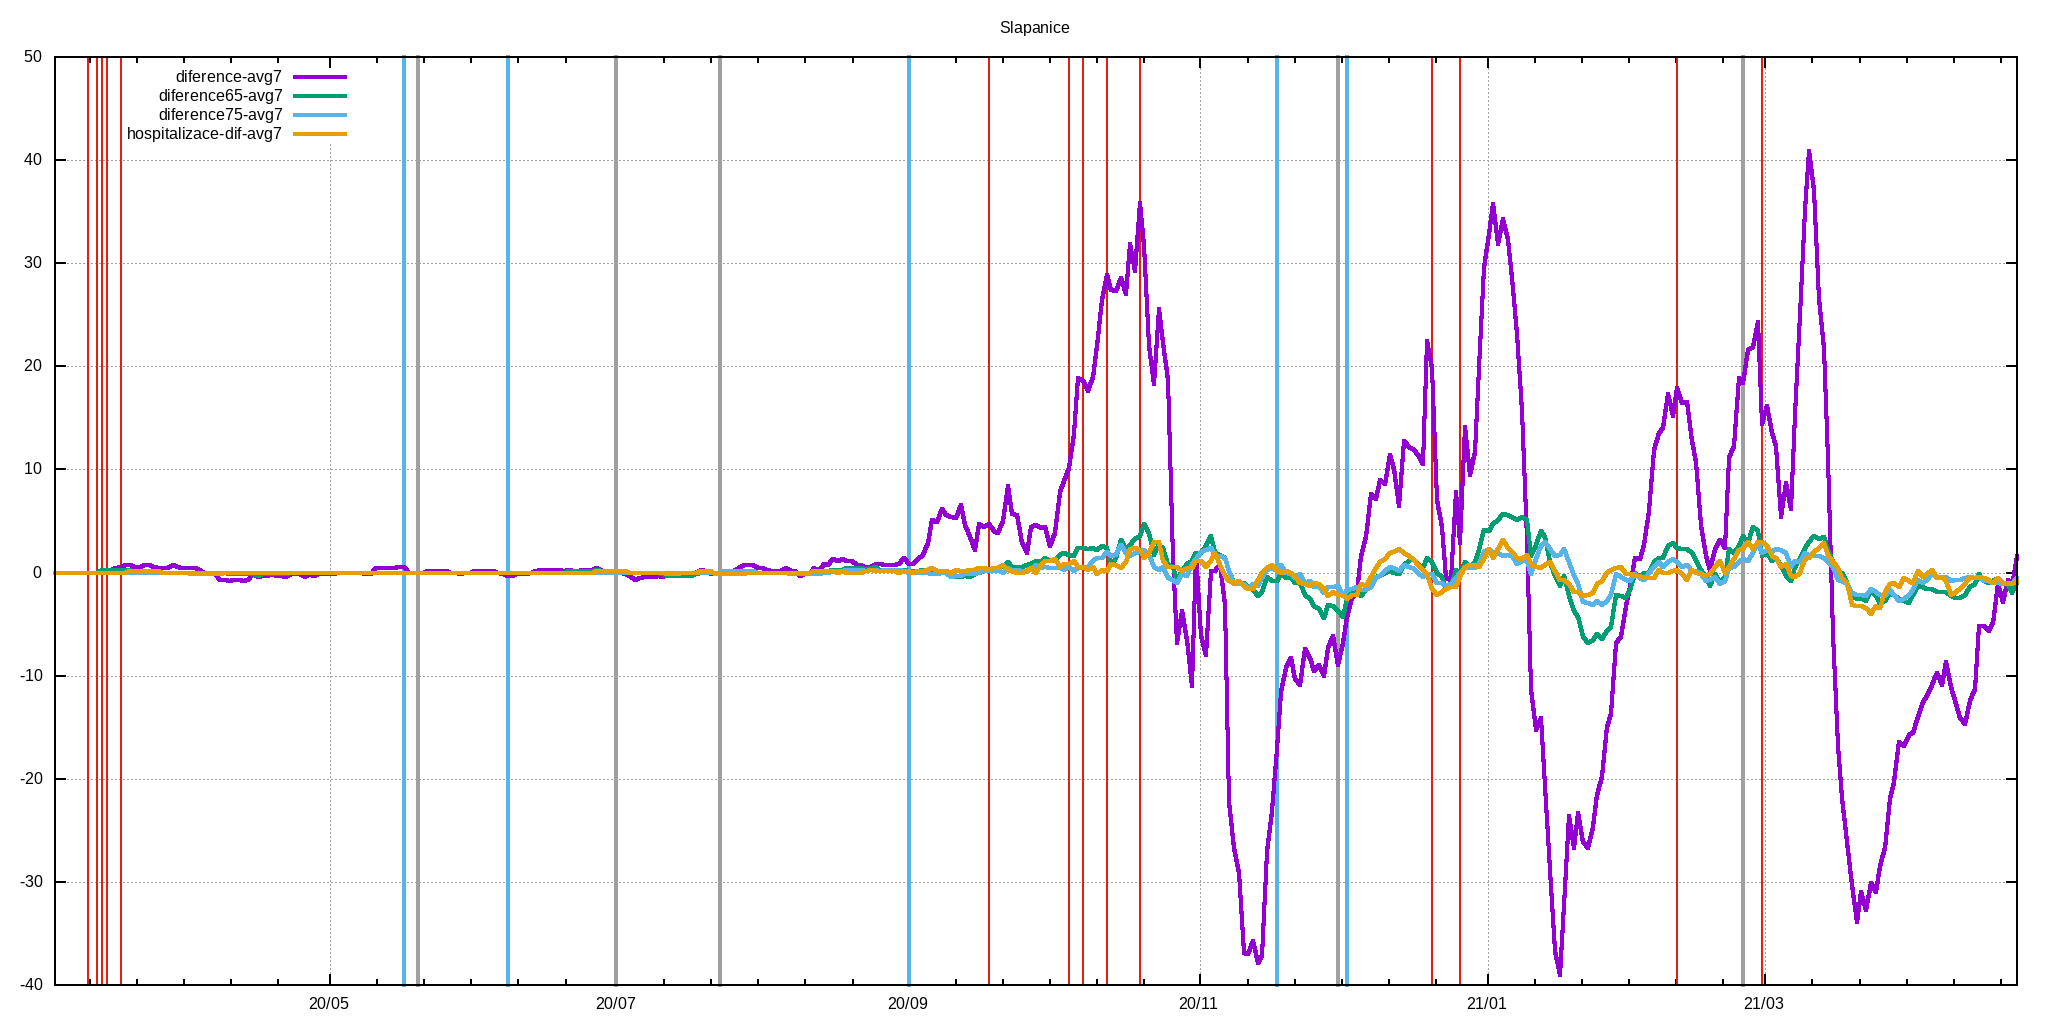 Slapanice
diference-avg7
diference65-avg7
diference75-avg7
hospitalizace-dif-avg7
50
40
30
20
10
0
-10
-20
-30
-40
20/05 20/07 20/09 20/11 21/01 21/03